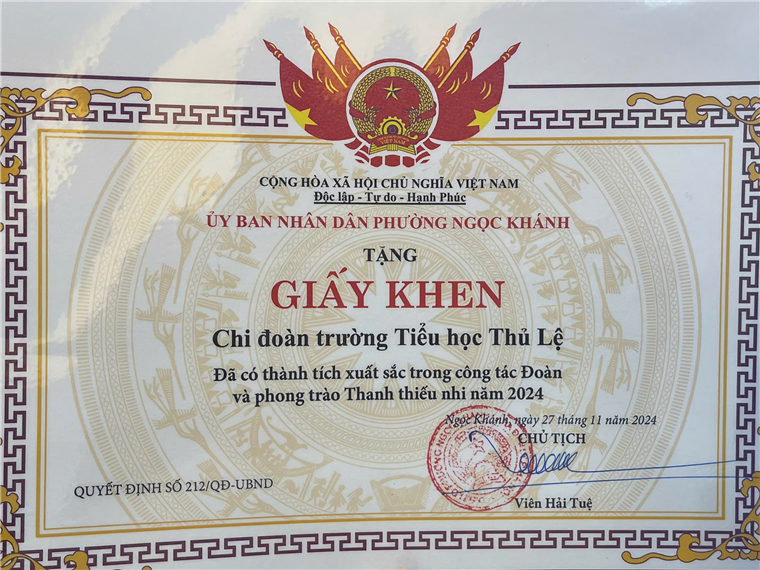 VIỆT NAM
CỘNG HÒA XÃ HỘI CHỦ NGHĨA VIỆT NAM
Độc lập - Tự do - Hạnh Phúc
ỦY BAN NHÂN DÂN PHƯỜNG NGỌC KHÁNH
TẶNG
GIẤY KHEN
Chi đoàn trường Tiểu học Thủ Lệ
Đã có thành tích xuất sắc trong công tác Đoàn
và phong trào Thanh thiếu nhi năm 2024
Ngọc Khánh, ngày 27 tháng 11 năm 2024
CHỦ TỊCH
QUYẾT ĐỊNH SỐ 212/QĐ-UBND
Viên Hải Tuệ